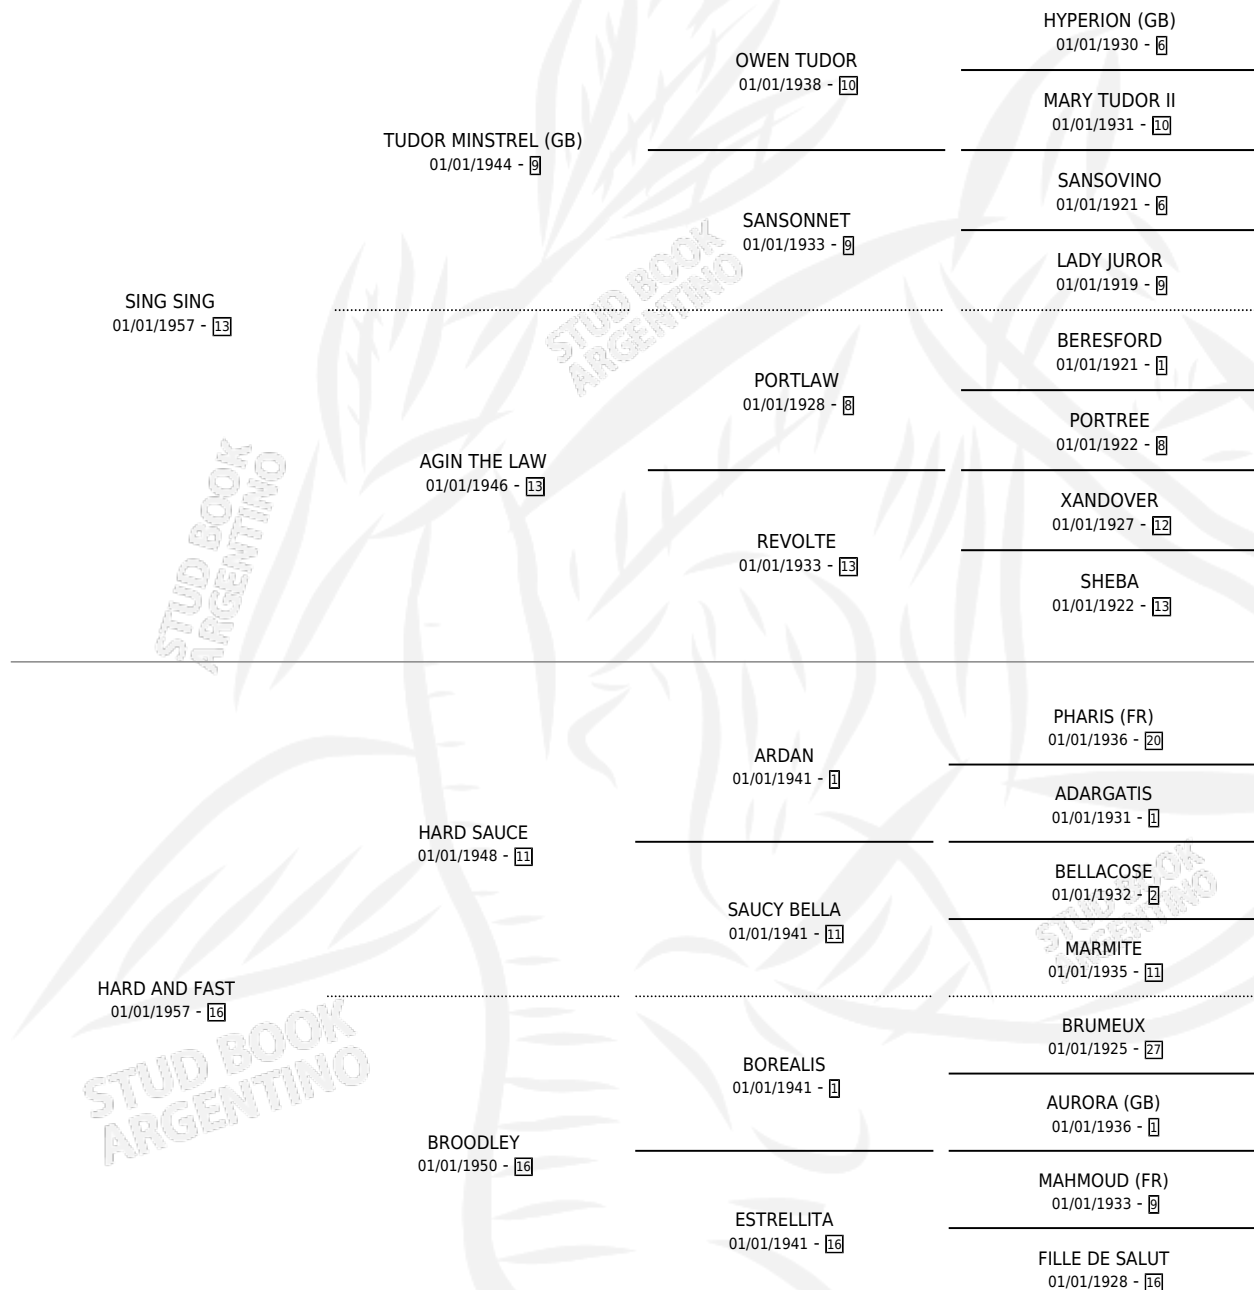 HYPERION (GB)
01/01/1930 - 6
OWEN TUDOR
01/01/1938 - 10
MARY TUDOR II
01/01/1931 - 10
TUDOR MINSTREL (GB)
01/01/1944 - 9
SANSOVINO
01/01/1921 - 6
SANSONNET
01/01/1933 - 9
LADY JUROR
01/01/1919 - 9
SING SING
01/01/1957 - 13
STUD BOOK
ARGENTINO
BERESFORD
01/01/1921 - 1
PORTLAW
01/01/1928 - 8
PORTREE
01/01/1922 - 8
AGIN THE LAW
01/01/1946 - 13
STUD BOOK
ARGENTINO
XANDOVER
01/01/1927 - 12
REVOLTE
01/01/1933 - 13
SHEBA
01/01/1922 - 13
PHARIS (FR)
01/01/1936 - 20
ARDAN
01/01/1941 - 1
ADARGATIS
01/01/1931 - 1
HARD SAUCE
01/01/1948 - 11
BELLACOSE
01/01/1932 - 2
STUD BOOK
ARGENTINO
SAUCY BELLA
01/01/1941 - 11
MARMITE
01/01/1935 - 11
HARD AND FAST
01/01/1957 - 16
STUD BOOK
ARGENTINO
BRUMEUX
01/01/1925 - 27
BOREALIS
01/01/1941 - 1
AURORA (GB)
01/01/1936 - 1
BROODLEY
01/01/1950 - 16
MAHMOUD (FR)
01/01/1933 - 9
ESTRELLITA
01/01/1941 - 16
FILLE DE SALUT
01/01/1928 - 16